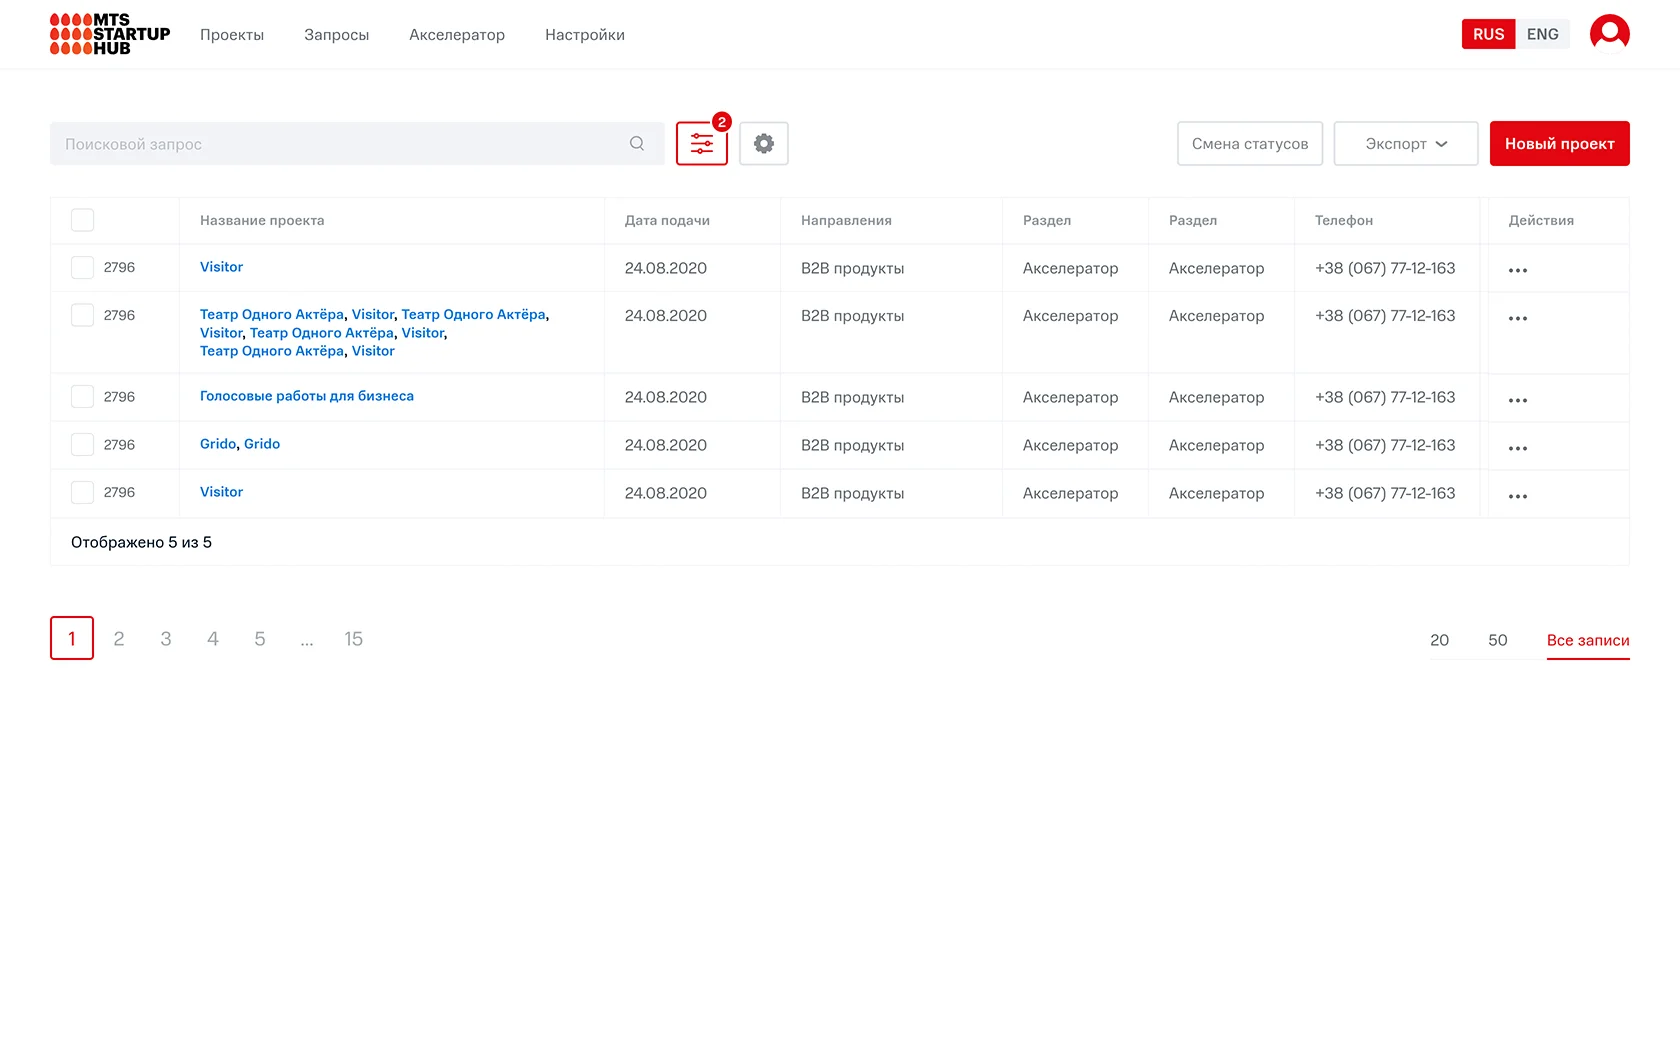 MTS
STARTUP
HUB
Проекты Запросы Акселератор Настройки
RUS ENG
Поисковой запрос
2
Смена статусов
Экспорт
Новый проект
Название проекта Дата подачи Направления Раздел Раздел Телефон Действия
2796 Visitor 24.08.2020 B2B продукты Акселератор Акселератор +38 (067) 77-12-163
2796 Театр Одного Актёра, Visitor, Театр Одного Актёра, 24.08.2020 B2B продукты Акселератор Акселератор +38 (067) 77-12-163
Visitor, Театр Одного Актёра, Visitor,
Театр Одного Актёра, Visitor
2796 Голосовые работы для бизнеса 24.08.2020 B2B продукты Акселератор Акселератор +38 (067) 77-12-163
2796 Grido, Grido 24.08.2020 B2B продукты Акселератор Акселератор +38 (067) 77-12-163
2796 Visitor 24.08.2020 B2B продукты Акселератор Акселератор +38 (067) 77-12-163
Отображено 5 из 5
1 2 3 4 5 ... 15
20 50 Все записи